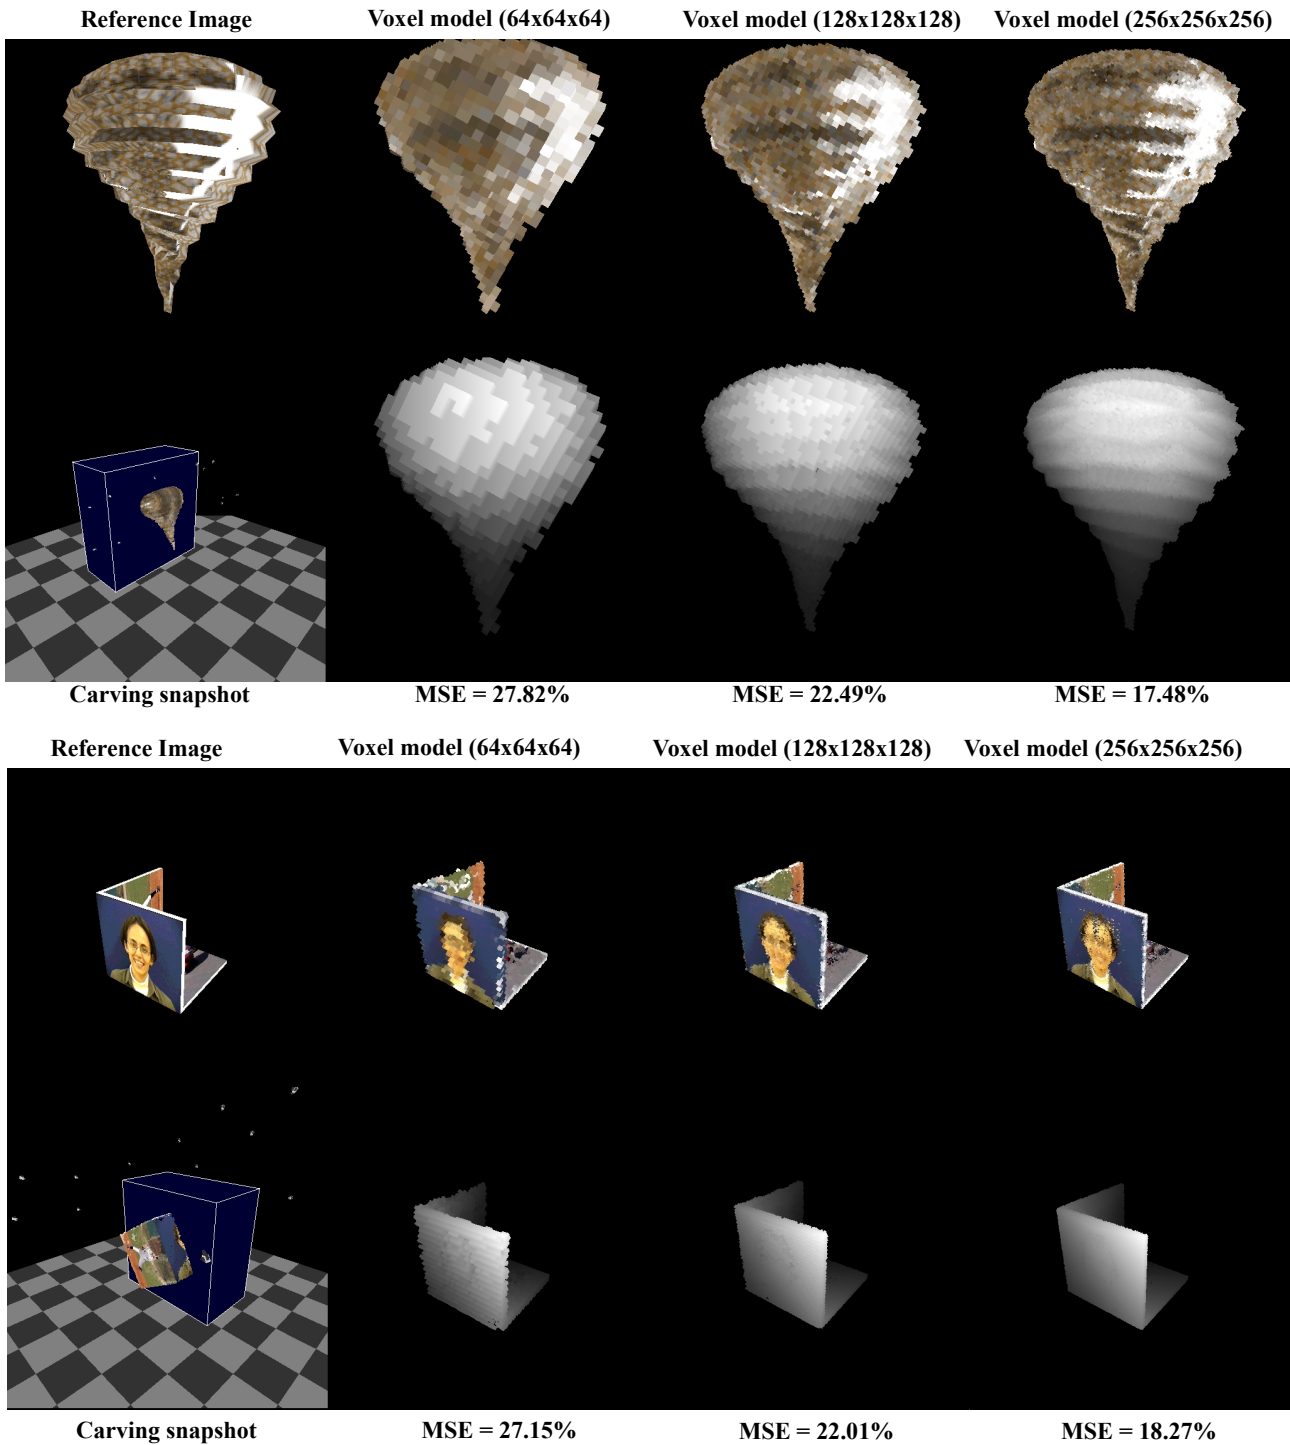 Reference Image Voxel model (64x64x64) Voxel model (128x128x128) Voxel model (256x256x256)
Carving snapshot MSE = 27.82% MSE = 22.49% MSE = 17.48%
Reference Image Voxel model (64x64x64) Voxel model (128x128x128) Voxel model (256x256x256)
Carving snapshot MSE = 27.15% MSE = 22.01% MSE = 18.27%